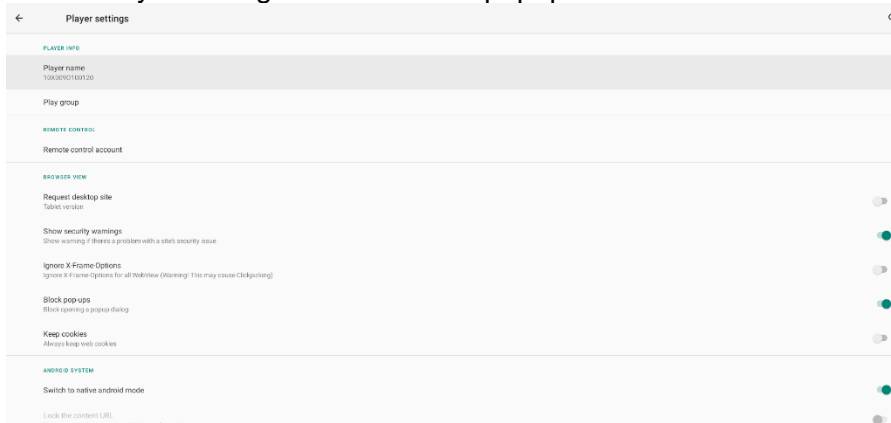 Player settings
PLAYER INFO
Player name
10X3090100120
Play group
REMOTE CONTROL
Remote control account
BROWSER VIEW
Request desktop site
Tablet version
Show security warnings
Show warning if there's a problem with a site's security issue
Ignore X-Frame-Options
Ignore X-Frame-Options for all WebView (Warning! This may cause Clickjacking)
Block pop-ups
Block opening a popup dialog
Keep cookies
Always keep web cookies
ANDROID SYSTEM
Switch to native android mode
Lock the content URL